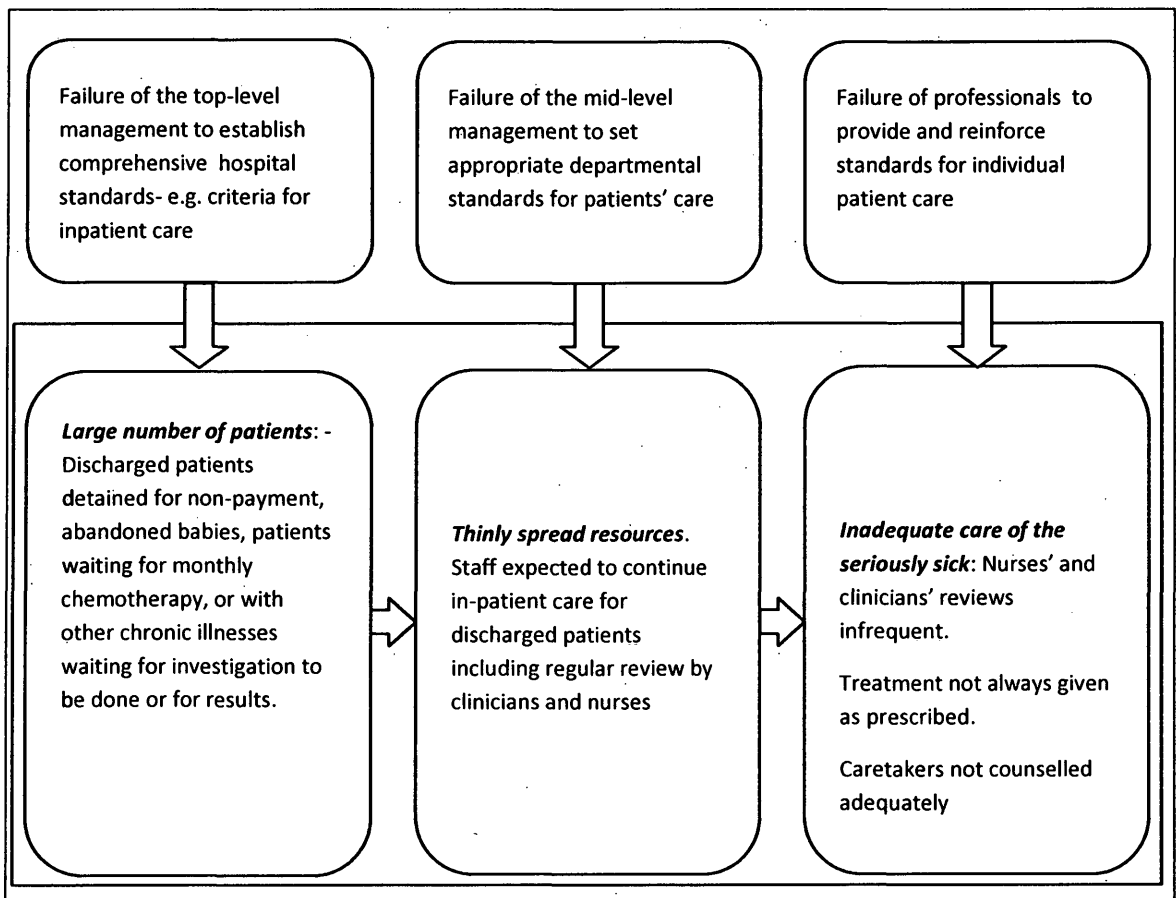 Failure of the top-level
management to establish
comprehensive hospital
standards- e.g. criteria for
inpatient care
Failure of the mid-level
management to set
appropriate departmental
standards for patients' care
Failure of professionals to
provide and reinforce
standards for individual
patient care
Large number of patients: -
Discharged patients
detained for non-payment,
abandoned babies, patients
waiting for monthly
chemotherapy, or with
other chronic illnesses
waiting for investigation to
be done or for results.
Thinly spread resources.
Staff expected to continue
in-patient care for
discharged patients
including regular review by
clinicians and nurses
Inadequate care of the
seriously sick: Nurses' and
clinicians' reviews
infrequent.
Treatment not always given
as prescribed.
Caretakers not counselled
adequately